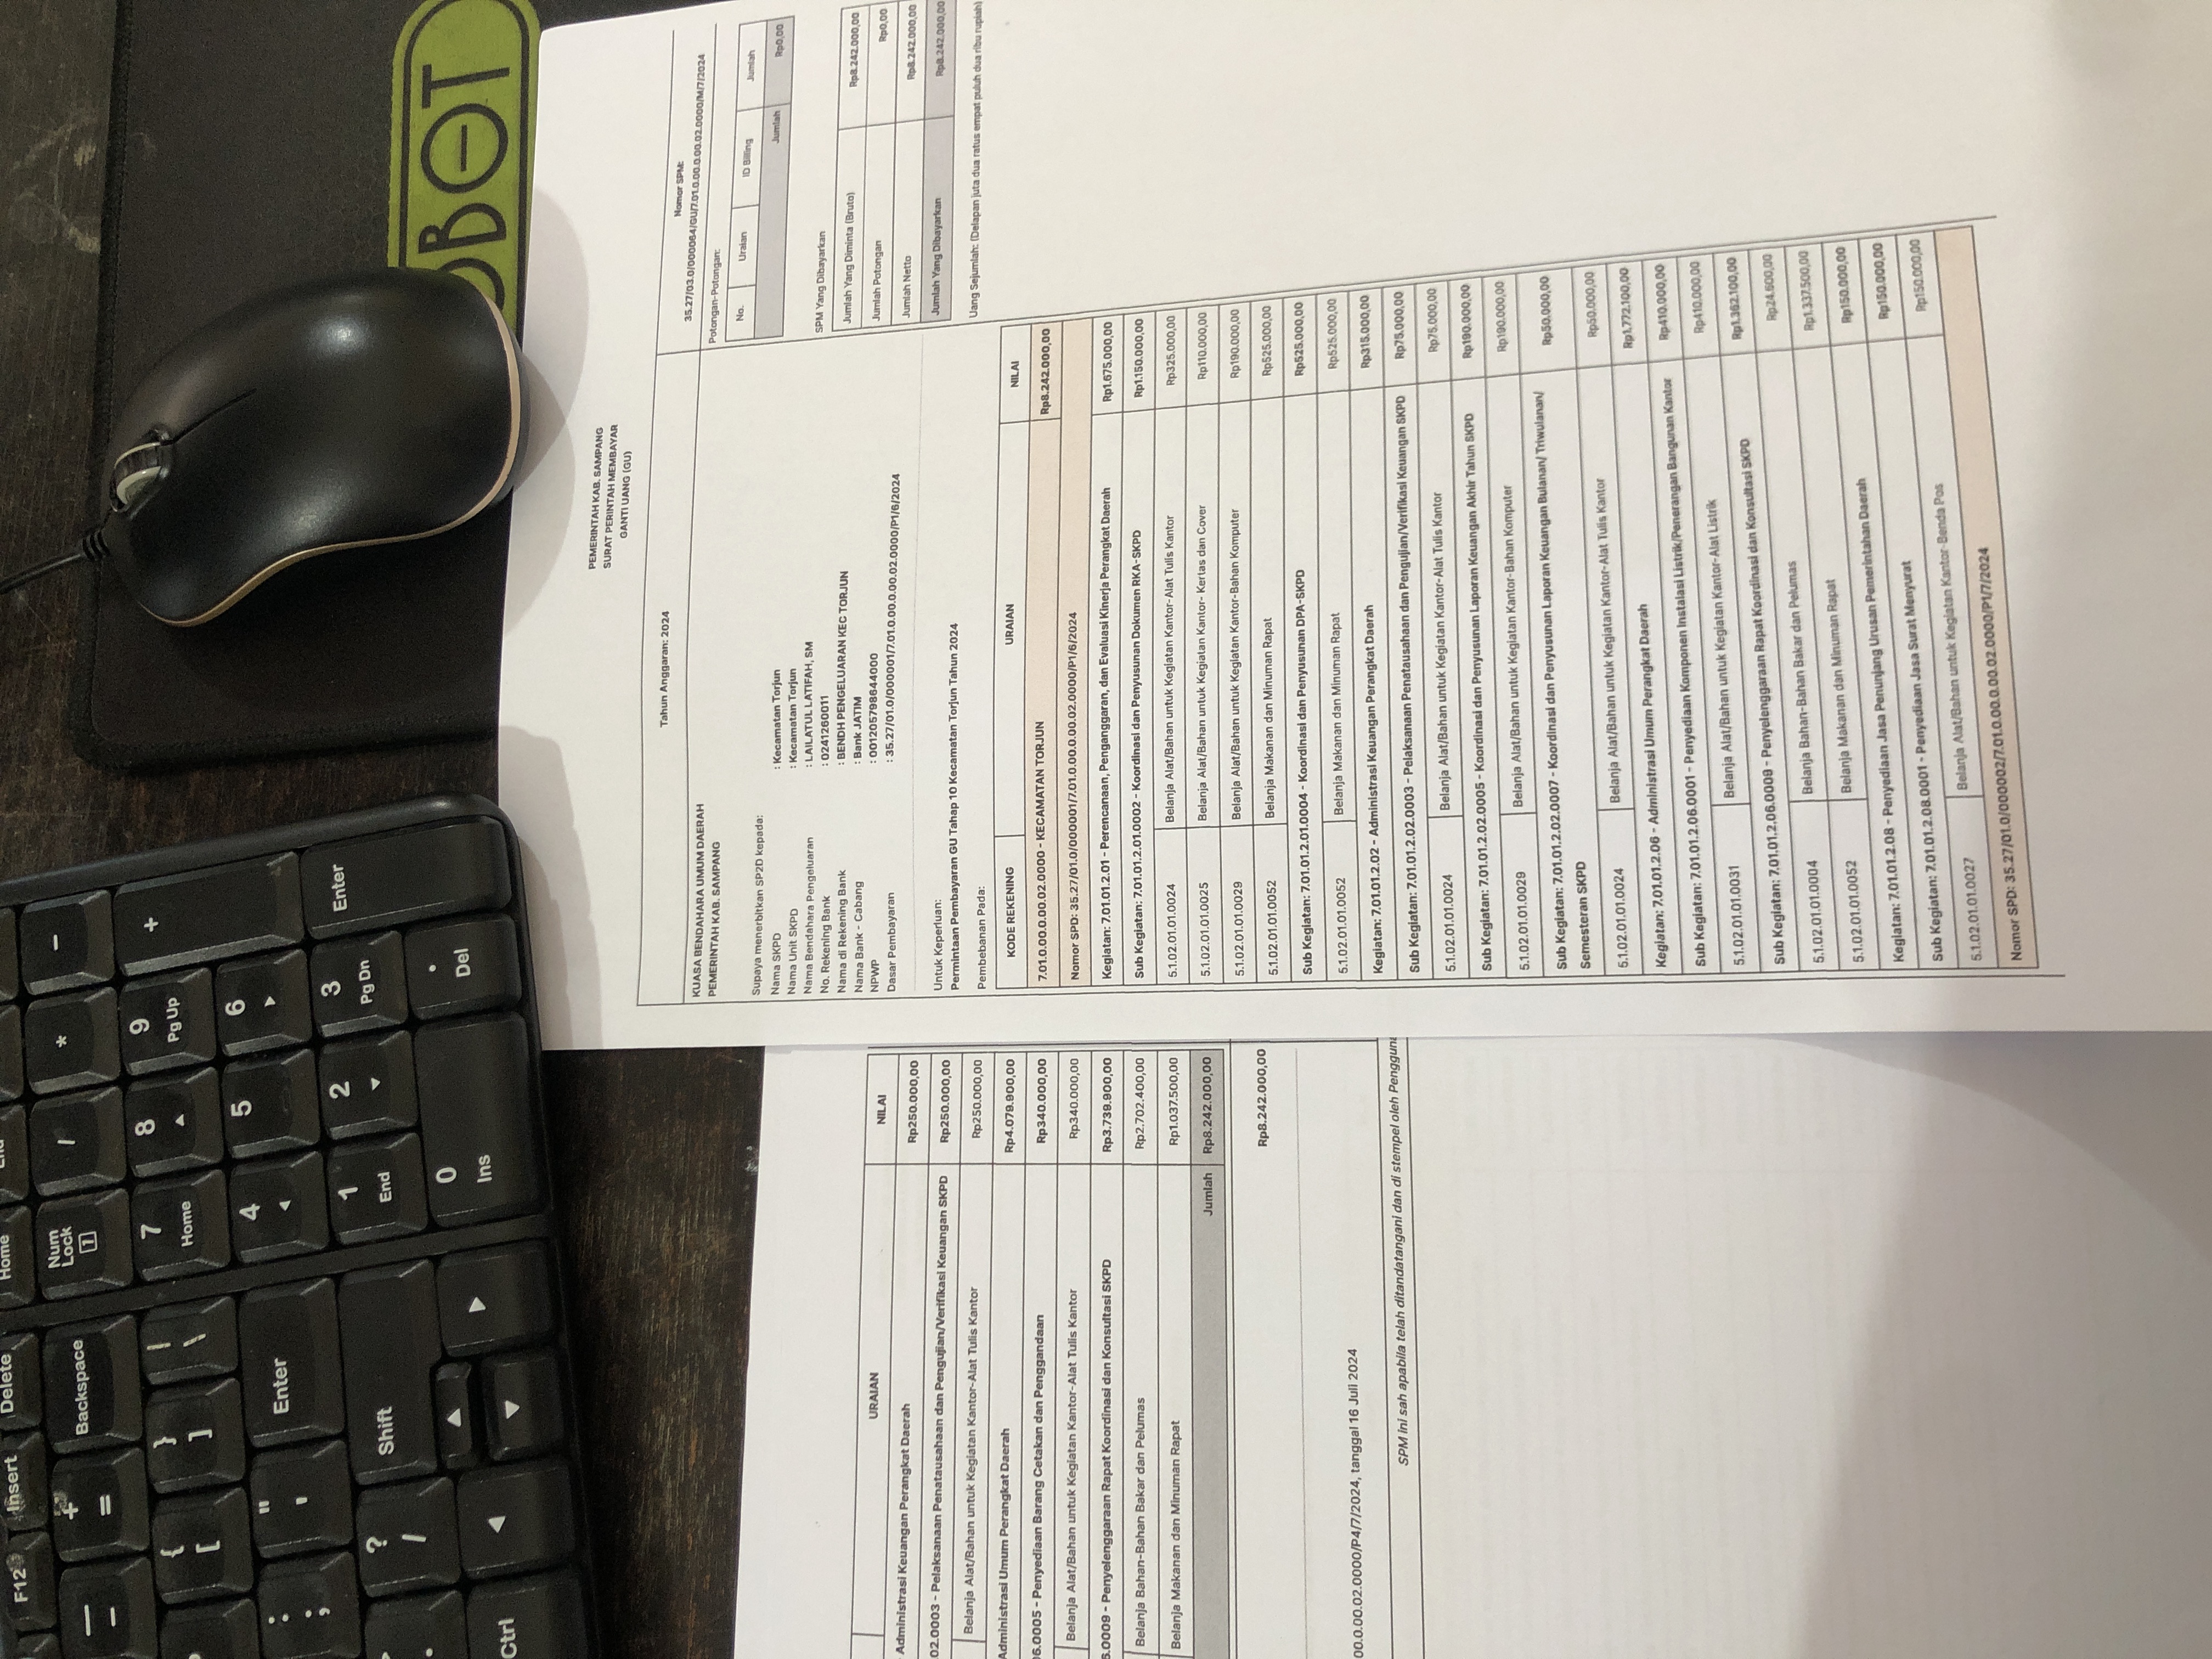 F12
Insert
Delete
Home
—
–
+
=
Backspace
Num
Lock
1
/
*
–
{
[
}
]
|
\
7
Home
8
9
Pg Up
+
:
;
"
'
Enter
4
5
6
?
/
Shift
1
End
2
3
Pg Dn
Enter
Ctrl
0
Ins
.
Del
OBOT
PEMERINTAH KAB. SAMPANG
SURAT PERINTAH MEMBAYAR
GANTI UANG (GU)
Tahun Anggaran: 2024
Nomor SPM:
35.27/03.0/000064/GU/7.01.0.00.0.00.02.0000/M/7/2024
KUASA BENDAHARA UMUM DAERAH
PEMERINTAH KAB. SAMPANG
Supaya menerbitkan SP2D kepada:
Nama SKPD : Kecamatan Torjun
Nama Unit SKPD : Kecamatan Torjun
Nama Bendahara Pengeluaran : LAILATUL LATIFAH, SM
No. Rekening Bank : 0241260011
Nama di Rekening Bank : BENDH PENGELUARAN KEC TORJUN
Nama Bank - Cabang : Bank JATIM
NPWP : 001205798644000
Dasar Pembayaran : 35.27/01.0/000001/7.01.0.00.0.00.02.0000/P1/6/2024
Untuk Keperluan:
Permintaan Pembayaran GU Tahap 10 Kecamatan Torjun Tahun 2024
Pembebanan Pada:
KODE REKENING URAIAN NILAI
7.01.0.00.0.00.02.0000 - KECAMATAN TORJUN Rp8.242.000,00
Nomor SPD: 35.27/01.0/000001/7.01.0.00.0.00.02.0000/P1/6/2024
Kegiatan: 7.01.01.2.01 - Perencanaan, Penganggaran, dan Evaluasi Kinerja Perangkat Daerah Rp1.675.000,00
Sub Kegiatan: 7.01.01.2.01.0002 - Koordinasi dan Penyusunan Dokumen RKA-SKPD Rp1.150.000,00
5.1.02.01.01.0024 Belanja Alat/Bahan untuk Kegiatan Kantor-Alat Tulis Kantor Rp325.000,00
5.1.02.01.01.0025 Belanja Alat/Bahan untuk Kegiatan Kantor- Kertas dan Cover Rp110.000,00
5.1.02.01.01.0029 Belanja Alat/Bahan untuk Kegiatan Kantor-Bahan Komputer Rp190.000,00
5.1.02.01.01.0052 Belanja Makanan dan Minuman Rapat Rp525.000,00
Sub Kegiatan: 7.01.01.2.01.0004 - Koordinasi dan Penyusunan DPA-SKPD Rp525.000,00
5.1.02.01.01.0052 Belanja Makanan dan Minuman Rapat Rp525.000,00
Kegiatan: 7.01.01.2.02 - Administrasi Keuangan Perangkat Daerah Rp315.000,00
Sub Kegiatan: 7.01.01.2.02.0003 - Pelaksanaan Penatausahaan dan Pengujian/Verifikasi Keuangan SKPD Rp75.000,00
5.1.02.01.01.0024 Belanja Alat/Bahan untuk Kegiatan Kantor-Alat Tulis Kantor Rp75.000,00
Sub Kegiatan: 7.01.01.2.02.0005 - Koordinasi dan Penyusunan Laporan Keuangan Akhir Tahun SKPD Rp190.000,00
5.1.02.01.01.0029 Belanja Alat/Bahan untuk Kegiatan Kantor-Bahan Komputer Rp190.000,00
Sub Kegiatan: 7.01.01.2.02.0007 - Koordinasi dan Penyusunan Laporan Keuangan Bulanan/ Triwulanan/ Rp50.000,00
Semesteran SKPD
5.1.02.01.01.0024 Belanja Alat/Bahan untuk Kegiatan Kantor-Alat Tulis Kantor Rp50.000,00
Kegiatan: 7.01.01.2.06 - Administrasi Umum Perangkat Daerah Rp1.772.100,00
Sub Kegiatan: 7.01.01.2.06.0001 - Penyediaan Komponen Instalasi Listrik/Penerangan Bangunan Kantor Rp410.000,00
5.1.02.01.01.0031 Belanja Alat/Bahan untuk Kegiatan Kantor-Alat Listrik Rp410.000,00
Sub Kegiatan: 7.01.01.2.06.0009 - Penyelenggaraan Rapat Koordinasi dan Konsultasi SKPD Rp1.362.100,00
5.1.02.01.01.0004 Belanja Bahan-Bahan Bakar dan Pelumas Rp24.600,00
5.1.02.01.01.0052 Belanja Makanan dan Minuman Rapat Rp1.337.500,00
Kegiatan: 7.01.01.2.08 - Penyediaan Jasa Penunjang Urusan Pemerintahan Daerah Rp150.000,00
Sub Kegiatan: 7.01.01.2.08.0001 - Penyediaan Jasa Surat Menyurat Rp150.000,00
5.1.02.01.01.0027 Belanja Alat/Bahan untuk Kegiatan Kantor-Benda Pos Rp150.000,00
Nomor SPD: 35.27/01.0/000002/7.01.0.00.0.00.02.0000/P1/7/2024
Potongan-Potongan:
No. Uraian ID Billing Jumlah
Jumlah Rp0,00
SPM Yang Dibayarkan
Jumlah Yang Diminta (Bruto) Rp8.242.000,00
Jumlah Potongan Rp0,00
Jumlah Netto Rp8.242.000,00
Jumlah Yang Dibayarkan Rp8.242.000,00
Uang Sejumlah: (Delapan juta dua ratus empat puluh dua ribu rupiah)
URAIAN NILAI
Administrasi Keuangan Perangkat Daerah Rp250.000,00
02.0003 - Pelaksanaan Penatausahaan dan Pengujian/Verifikasi Keuangan SKPD Rp250.000,00
Belanja Alat/Bahan untuk Kegiatan Kantor-Alat Tulis Kantor Rp250.000,00
Administrasi Umum Perangkat Daerah Rp4.079.900,00
6.0005 - Penyediaan Barang Cetakan dan Penggandaan Rp340.000,00
Belanja Alat/Bahan untuk Kegiatan Kantor-Alat Tulis Kantor Rp340.000,00
6.0009 - Penyelenggaraan Rapat Koordinasi dan Konsultasi SKPD Rp3.739.900,00
Belanja Bahan-Bahan Bakar dan Pelumas Rp2.702.400,00
Belanja Makanan dan Minuman Rapat Rp1.037.500,00
Jumlah Rp8.242.000,00
Rp8.242.000,00
00.0.00.02.0000/P4/7/2024, tanggal 16 Juli 2024
SPM ini sah apabila telah ditandatangani dan di stempel oleh Pengguna